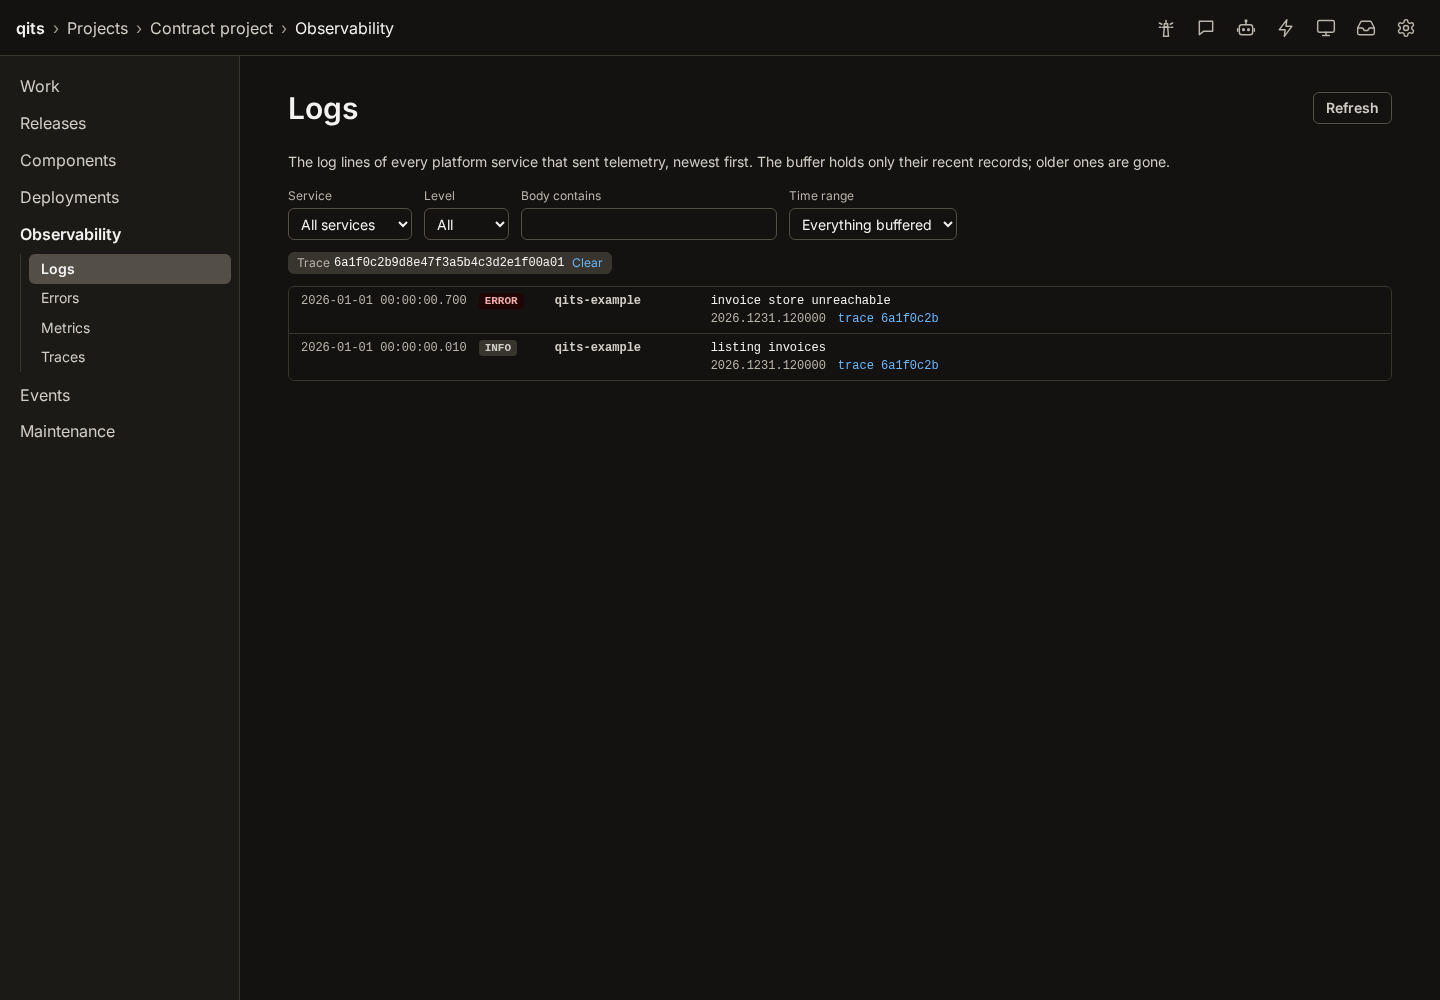 qits › Projects › Contract project › Observability
Work
Releases
Components
Deployments
Observability
Logs
Errors
Metrics
Traces
Events
Maintenance
Logs
Refresh
The log lines of every platform service that sent telemetry, newest first. The buffer holds only their recent records; older ones are gone.
Service Level Body contains Time range
All services All Everything buffered
Trace 6a1f0c2b9d8e47f3a5b4c3d2e1f00a01 Clear
2026-01-01 00:00:00.700 ERROR qits-example invoice store unreachable
2026.1231.120000 trace 6a1f0c2b
2026-01-01 00:00:00.010 INFO qits-example listing invoices
2026.1231.120000 trace 6a1f0c2b